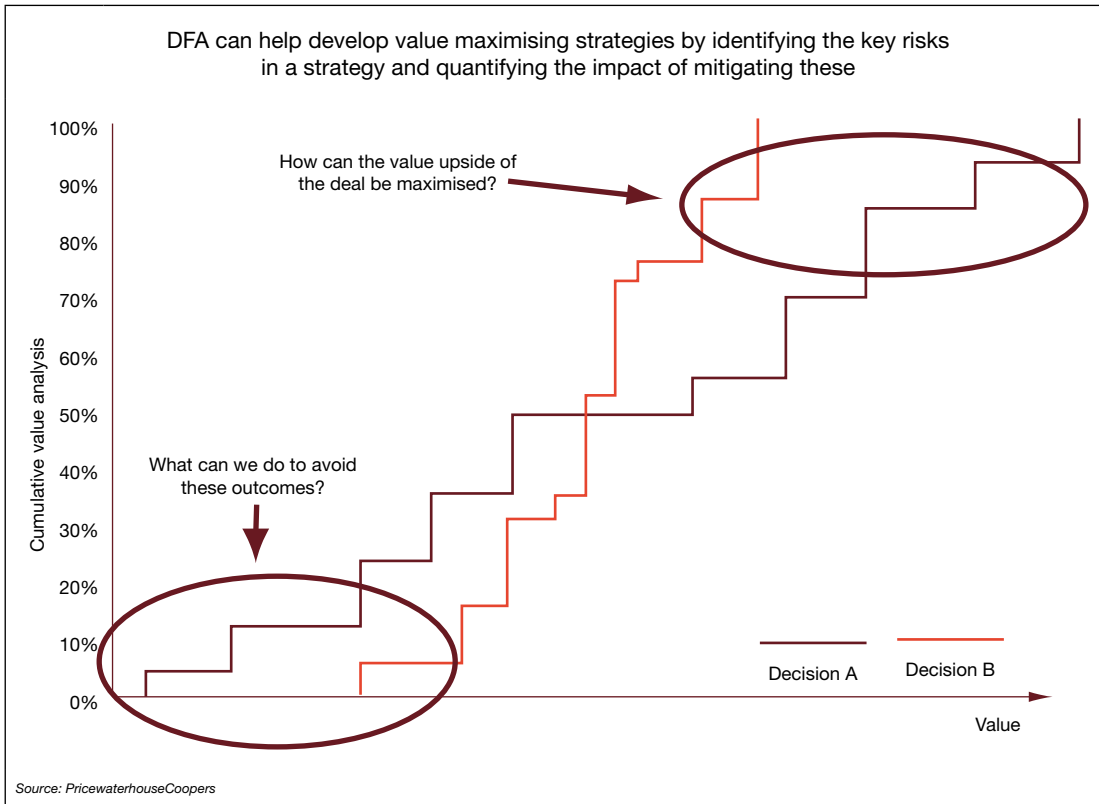 DFA can help develop value maximising strategies by identifying the key risks
in a strategy and quantifying the impact of mitigating these
100%
90%
80%
70%
60%
50%
40%
30%
20%
10%
0%
Cumulative value analysis
How can the value upside of
the deal be maximised?
What can we do to avoid
these outcomes?
Decision A
Decision B
Value
Source: PricewaterhouseCoopers